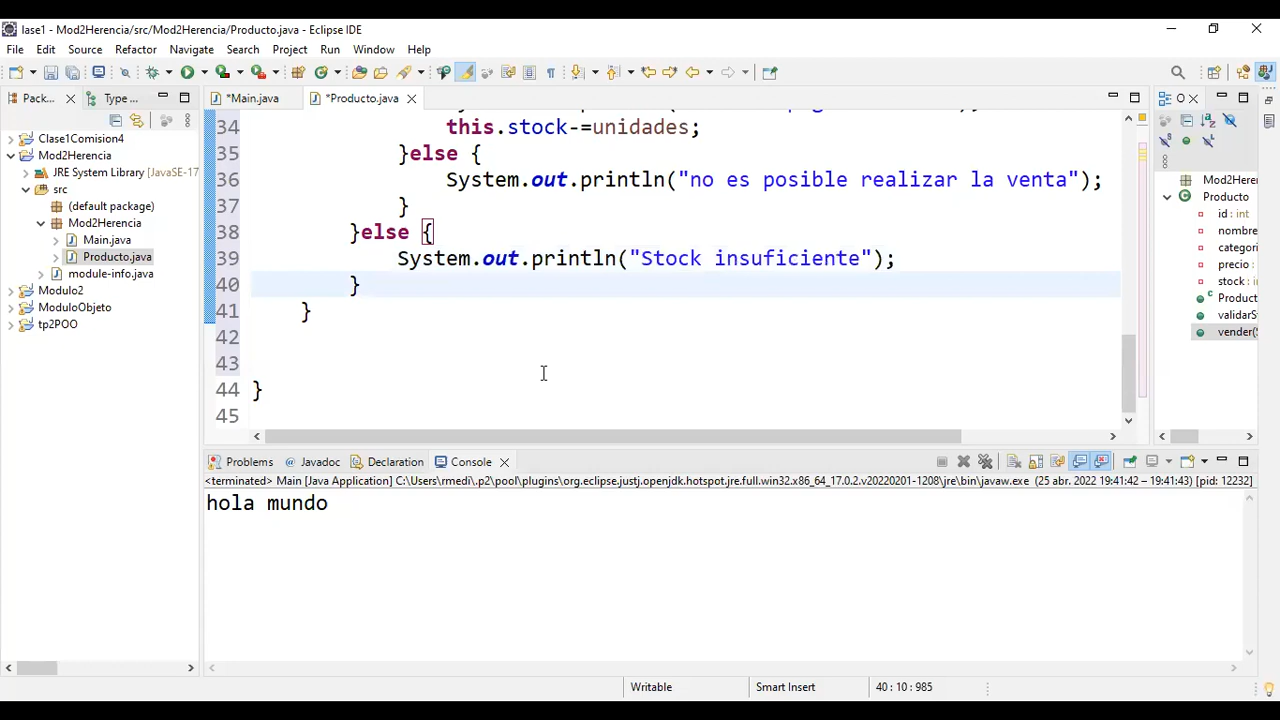 lase1 - Mod2Herencia/src/Mod2Herencia/Producto.java - Eclipse IDE
File Edit Source Refactor Navigate Search Project Run Window Help
Pack... Type ... *Main.java *Producto.java
Clase1Comision4
Mod2Herencia
JRE System Library [JavaSE-17
src
(default package)
Mod2Herencia
Main.java
Producto.java
module-info.java
Modulo2
ModuloObjeto
tp2POO
34 this.stock-=unidades;
35 }else {
36 System.out.println("no es posible realizar la venta");
37 }
38 }else {
39 System.out.println("Stock insuficiente");
40 }
41 }
42
43
44 }
45
Mod2Heren
Producto
id : int
nombre
categori
precio :
stock : in
Product
validarSt
vender(S
Problems Javadoc Declaration Console
<terminated> Main [Java Application] C:\Users\rmedi\.p2\pool\plugins\org.eclipse.justj.openjdk.hotspot.jre.full.win32.x86_64_17.0.2.v20220201-1208\jre\bin\javaw.exe (25 abr. 2022 19:41:42 – 19:41:43) [pid: 12232]
hola mundo
Writable Smart Insert 40 : 10 : 985